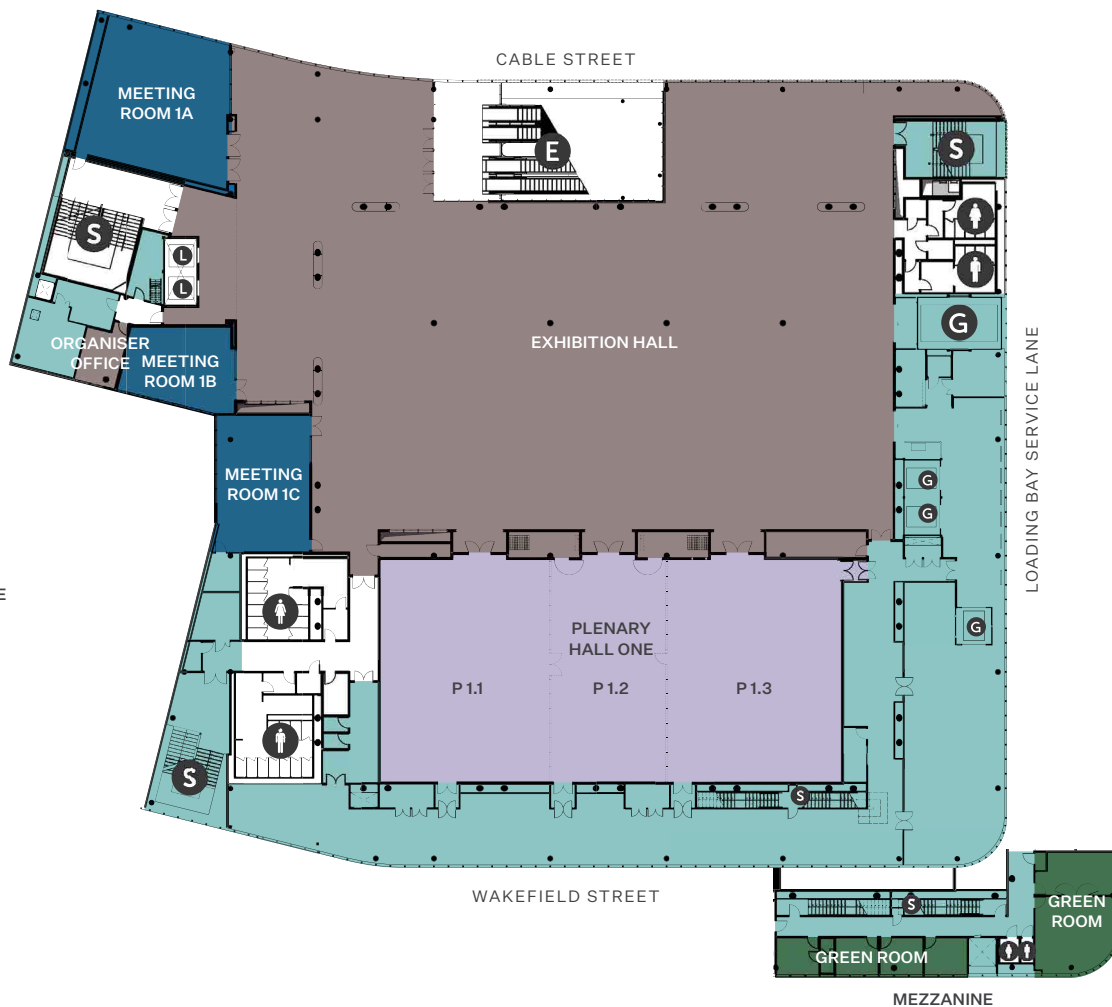 CABLE STREET
MEETING
ROOM 1A
E
S
S
L
L
G
ORGANISER
OFFICE
MEETING
ROOM 1B
EXHIBITION HALL
LOADING BAY SERVICE LANE
MEETING
ROOM 1C
G
G
E
PLENARY
HALL ONE
G
P 1.1
P 1.2
P 1.3
S
S
WAKEFIELD STREET
S
GREEN
ROOM
GREEN ROOM
MEZZANINE